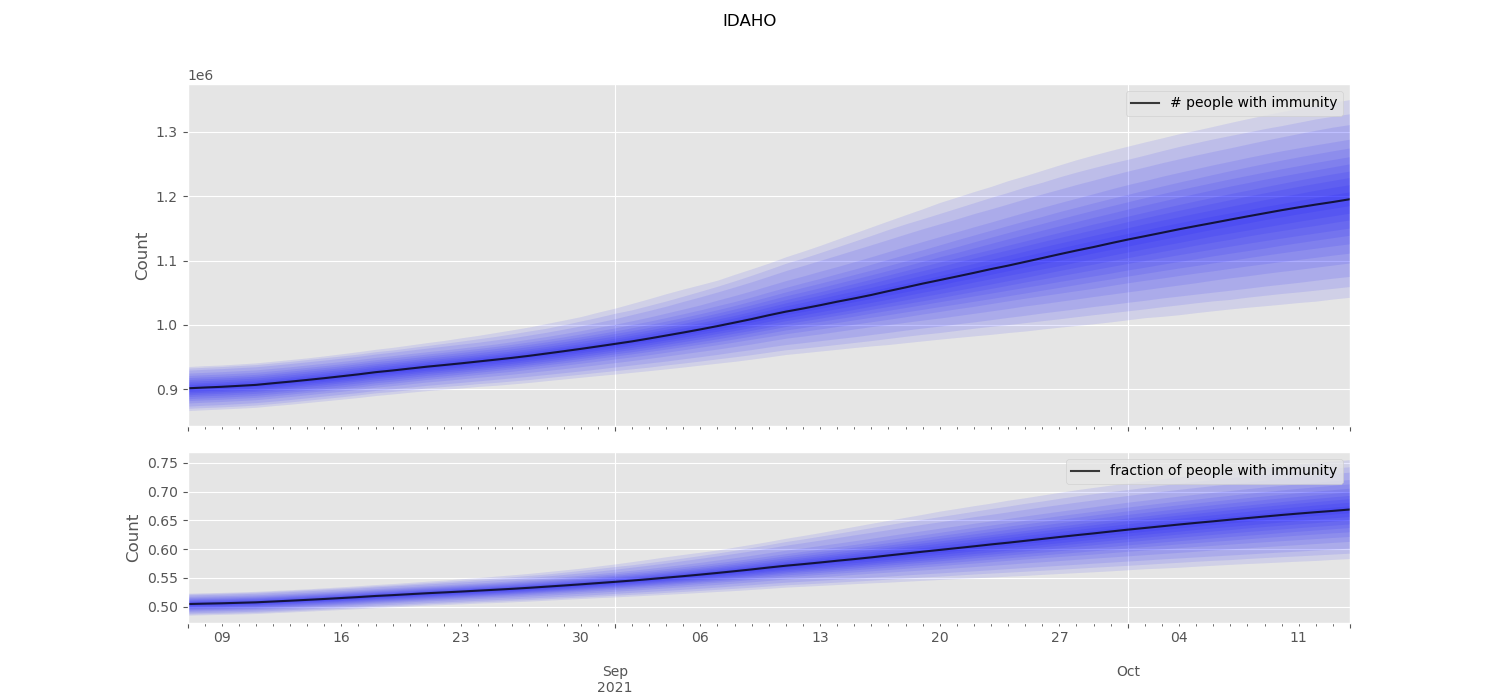 IDAHO
1e6
# people with immunity
1.3
1.2
1.1
1.0
0.9
Count
fraction of people with immunity
0.75
0.70
0.65
0.60
0.55
0.50
Count
09 16 23 30 06 13 20 27 04 11
Sep Oct
2021